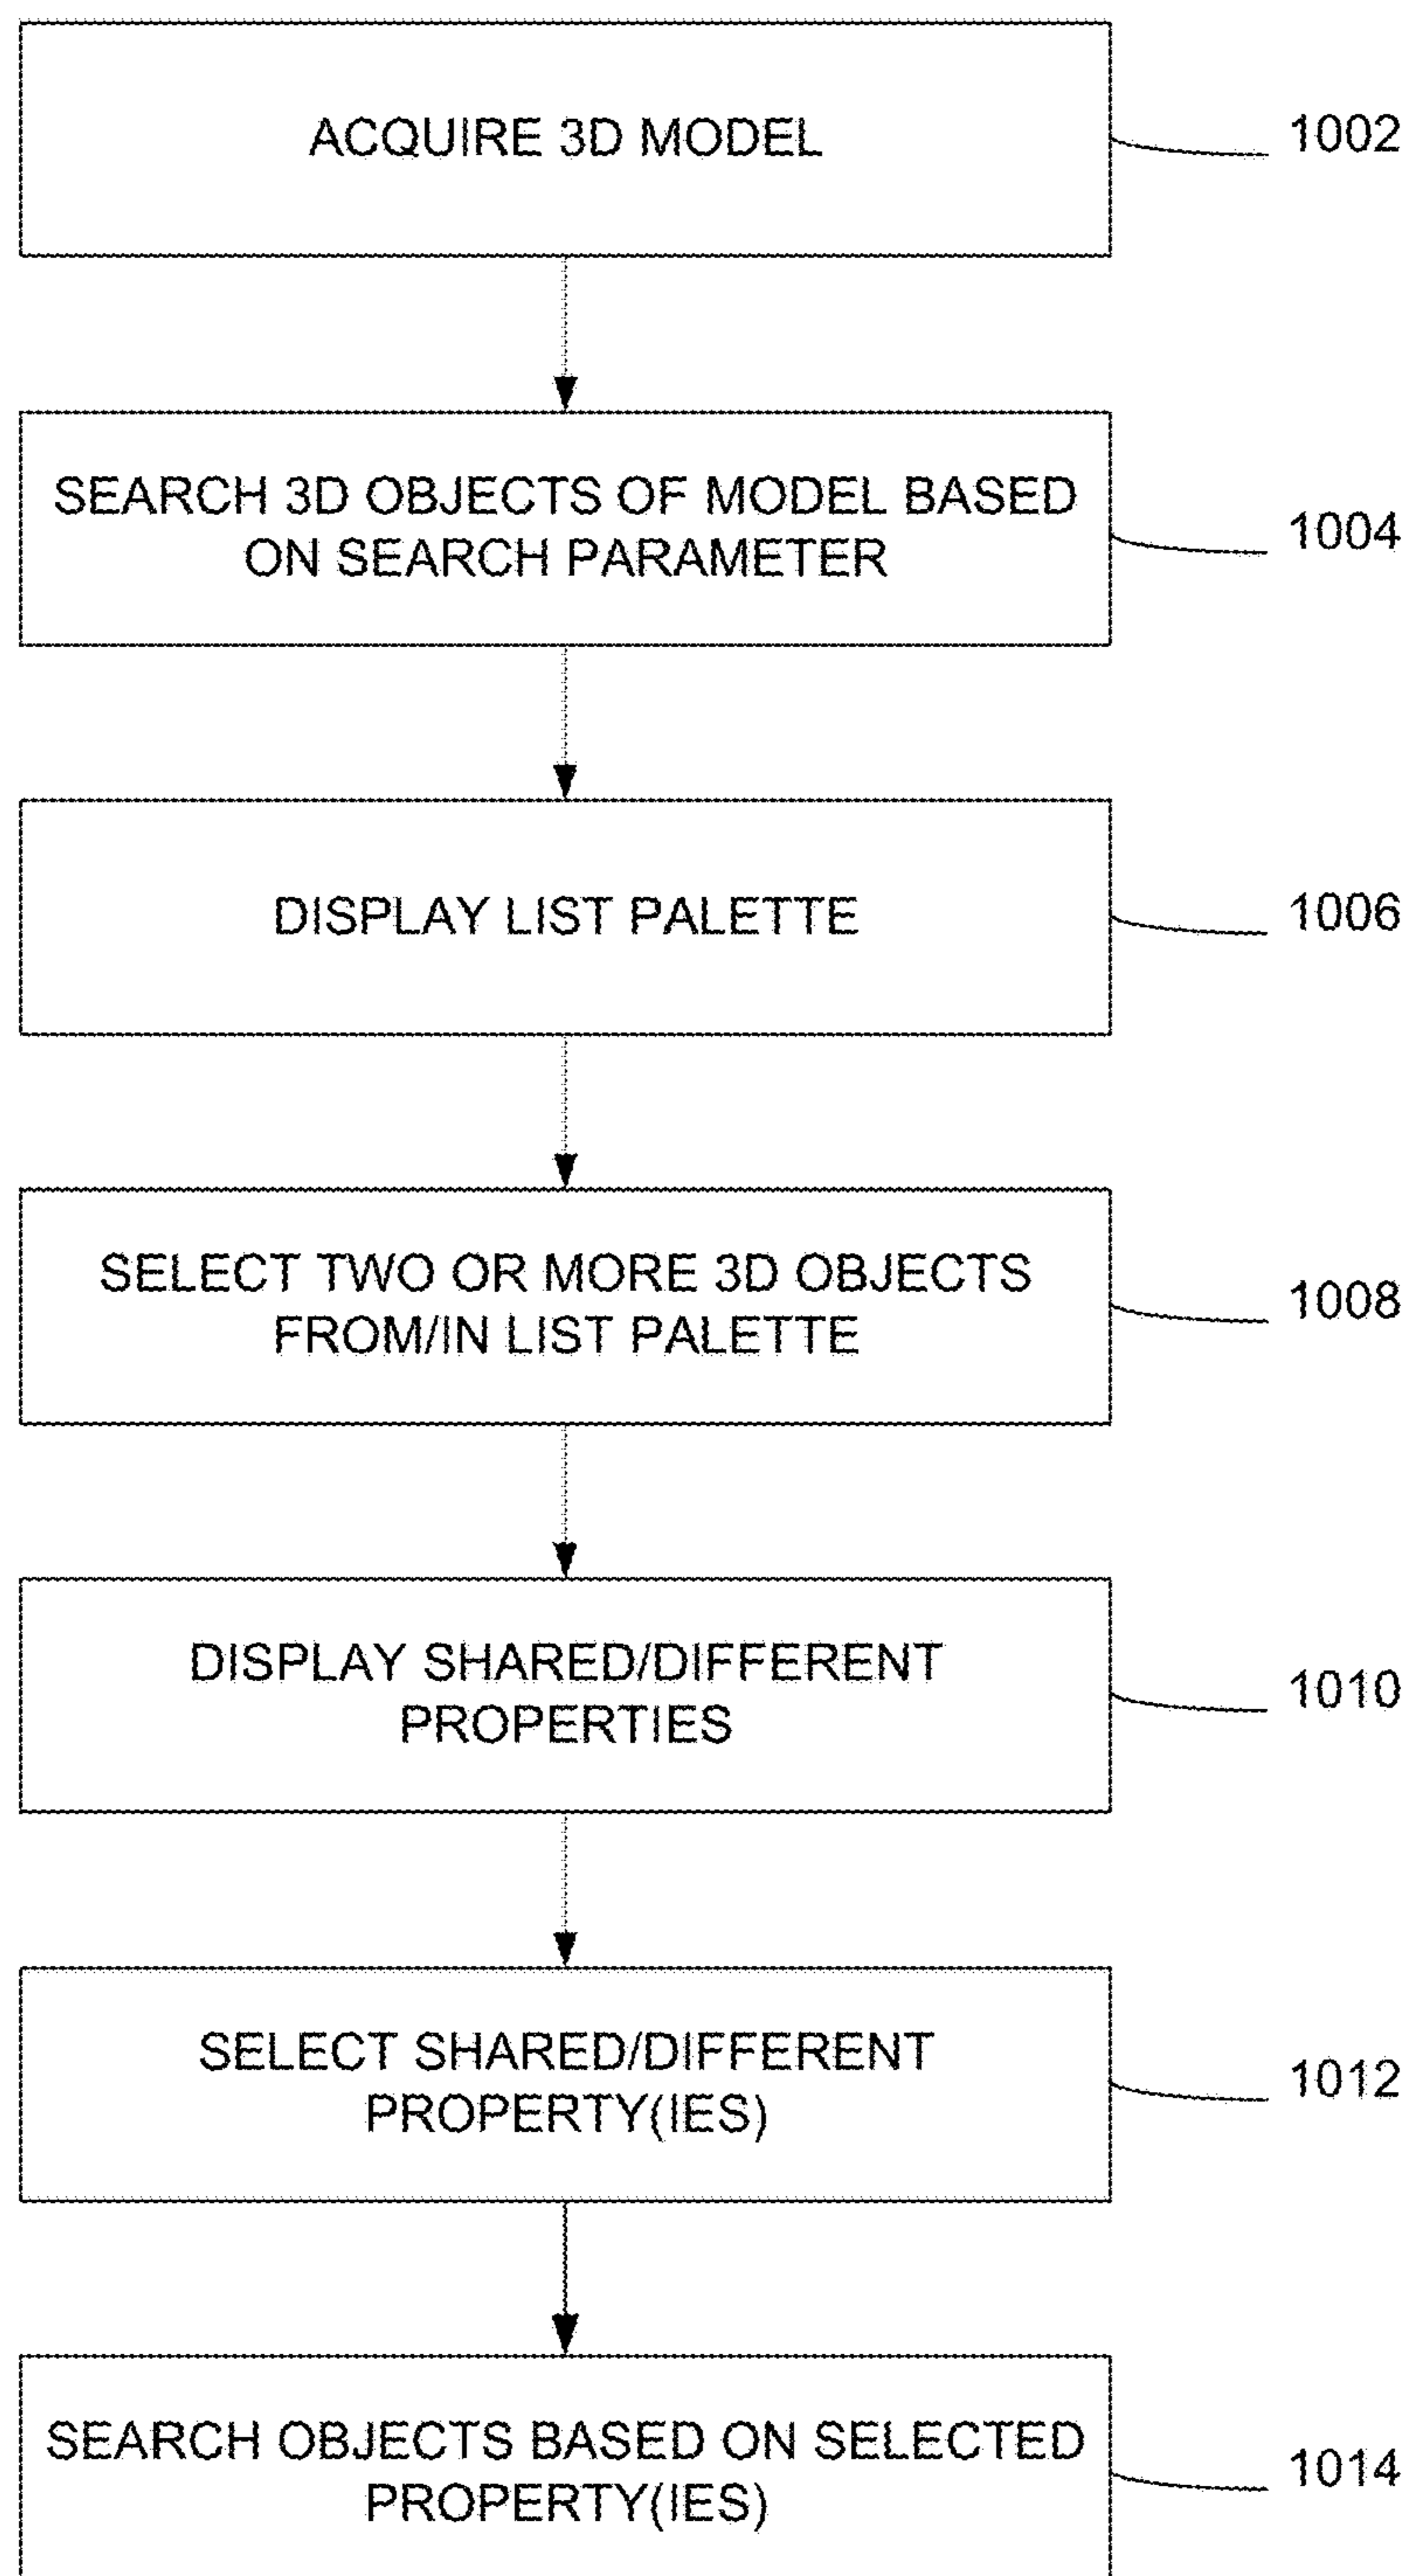 ACQUIRE 3D MODEL
1002
SEARCH 3D OBJECTS OF MODEL BASED
ON SEARCH PARAMETER
1004
DISPLAY LIST PALETTE
1006
SELECT TWO OR MORE 3D OBJECTS
FROM/IN LIST PALETTE
1008
DISPLAY SHARED/DIFFERENT
PROPERTIES
1010
SELECT SHARED/DIFFERENT
PROPERTY(IES)
1012
SEARCH OBJECTS BASED ON SELECTED
PROPERTY(IES)
1014